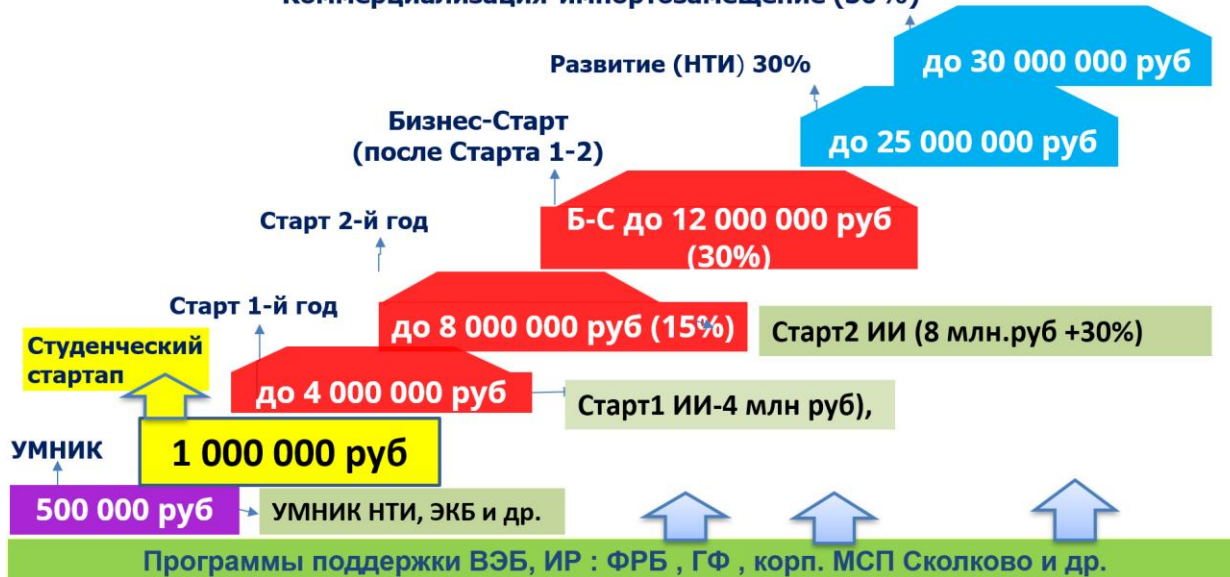 Коммерциализация-импортозамещение
до 30 000 000 руб
Развитие (НТИ) 30%
до 25 000 000 руб
Бизнес-Старт
(после Старта 1-2)
Б-С до 12 000 000 руб
(30%)
Старт 2-й год
до 8 000 000 руб (15%)
Старт2 ИИ (8 млн.руб +30%)
Старт 1-й год
до 4 000 000 руб
Старт1 ИИ-4 млн руб),
Студенческий
стартап
1 000 000 руб
УМНИК
500 000 руб
УМНИК НТИ, ЭКБ и др.
Программы поддержки ВЭБ, ИР : ФРБ , ГФ , корп. МСП Сколково и др.